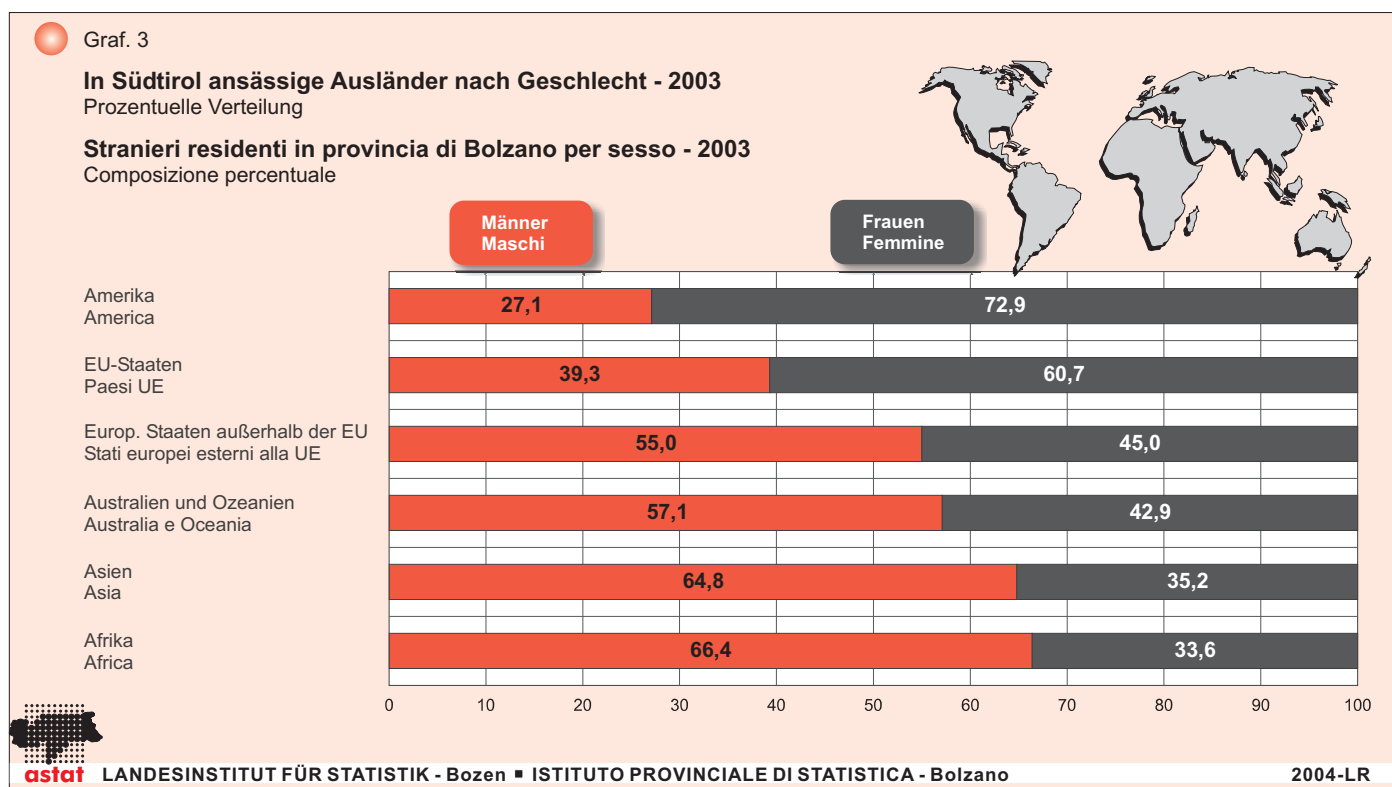 Graf. 3
In Südtirol ansässige Ausländer nach Geschlecht - 2003
Prozentuelle Verteilung
Stranieri residenti in provincia di Bolzano per sesso - 2003
Composizione percentuale
Männer
Maschi
Frauen
Femmine
Amerika
America
27,1 72,9
EU-Staaten
Paesi UE
39,3 60,7
Europ. Staaten außerhalb der EU
Stati europei esterni alla UE
55,0 45,0
Australien und Ozeanien
Australia e Oceania
57,1 42,9
Asien
Asia
64,8 35,2
Afrika
Africa
66,4 33,6
0 10 20 30 40 50 60 70 80 90 100
astat LANDESINSTITUT FÜR STATISTIK - Bozen ▪ ISTITUTO PROVINCIALE DI STATISTICA - Bolzano 2004-LR